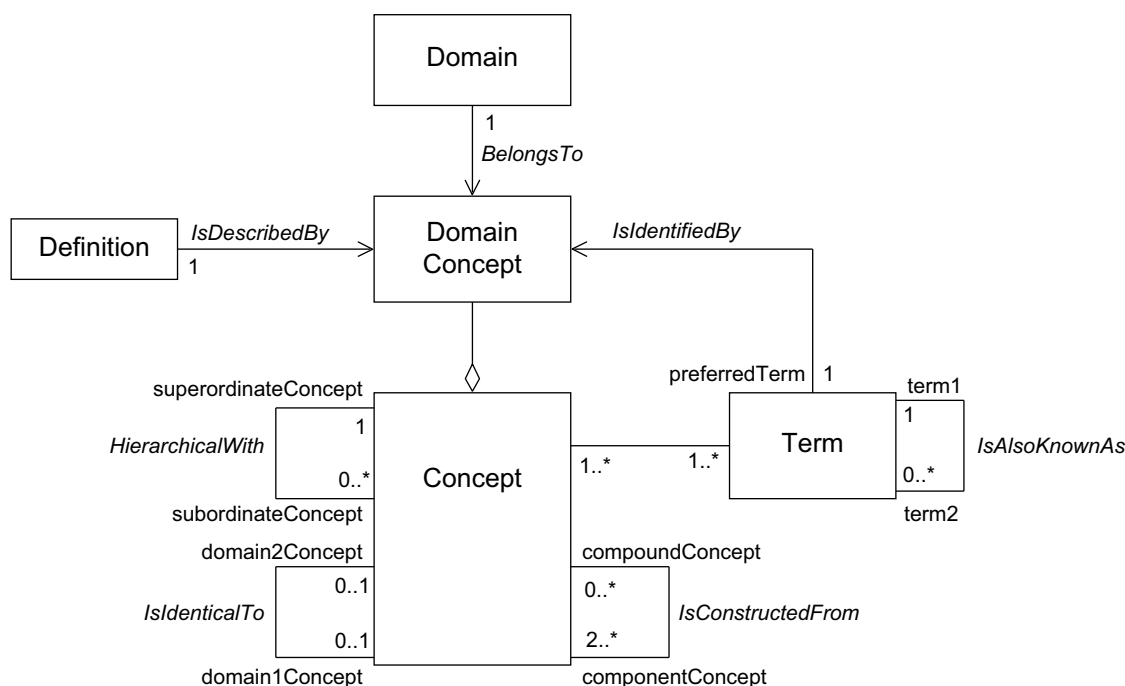 Domain
1
BelongsTo
Definition
IsDescribedBy
1
Domain
Concept
IsIdentifiedBy
superordinateConcept
preferredTerm
1
term1
1
HierarchicalWith
0..*
subordinateConcept
Concept
1..*
1..*
Term
1
0..*
IsAlsoKnownAs
term2
domain2Concept
0..1
IsIdenticalTo
0..1
domain1Concept
compoundConcept
0..*
IsConstructedFrom
2..*
componentConcept